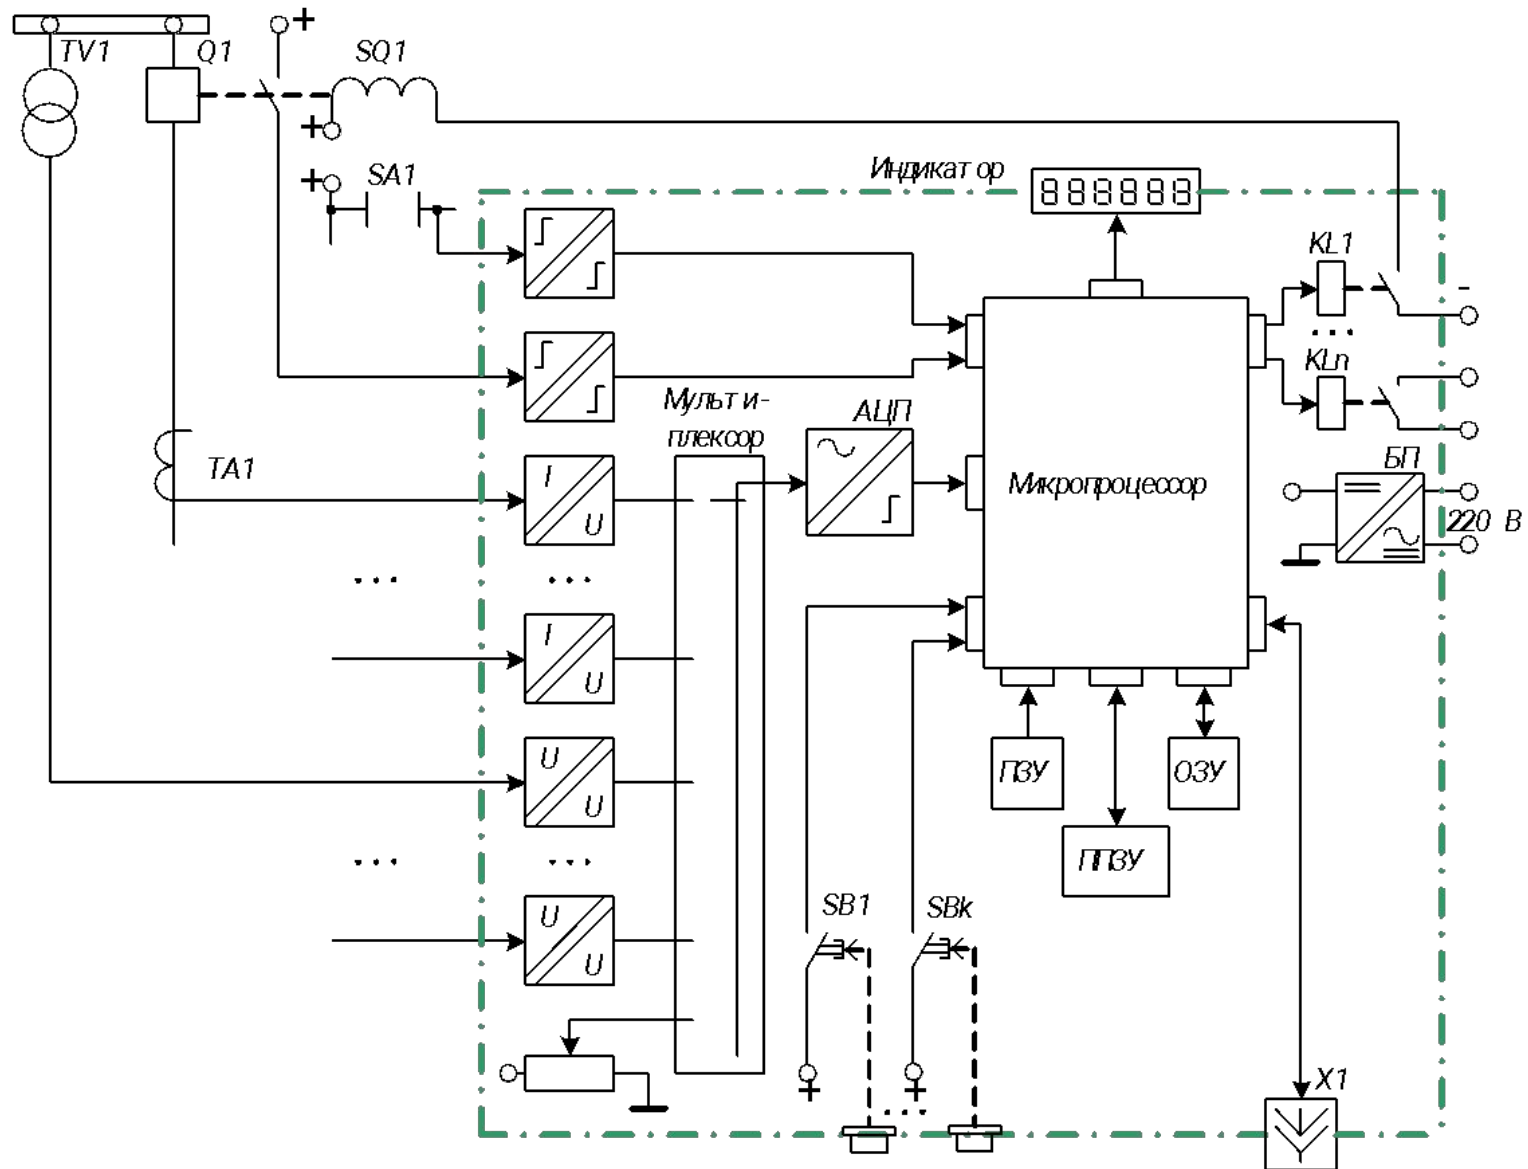 +
TV1 Q1 SQ1
+
+ SA1
Индикатор
888888
KL1
-
...
KLn
Мульти-
плексор
АЦП
TA1
I
U
Микропроцессор
БП
220 В
... ...
I
U
U
U
ПЗУ
ОЗУ
ППЗУ
... ...
U
U
SB1 SBk
+ +
...
X1